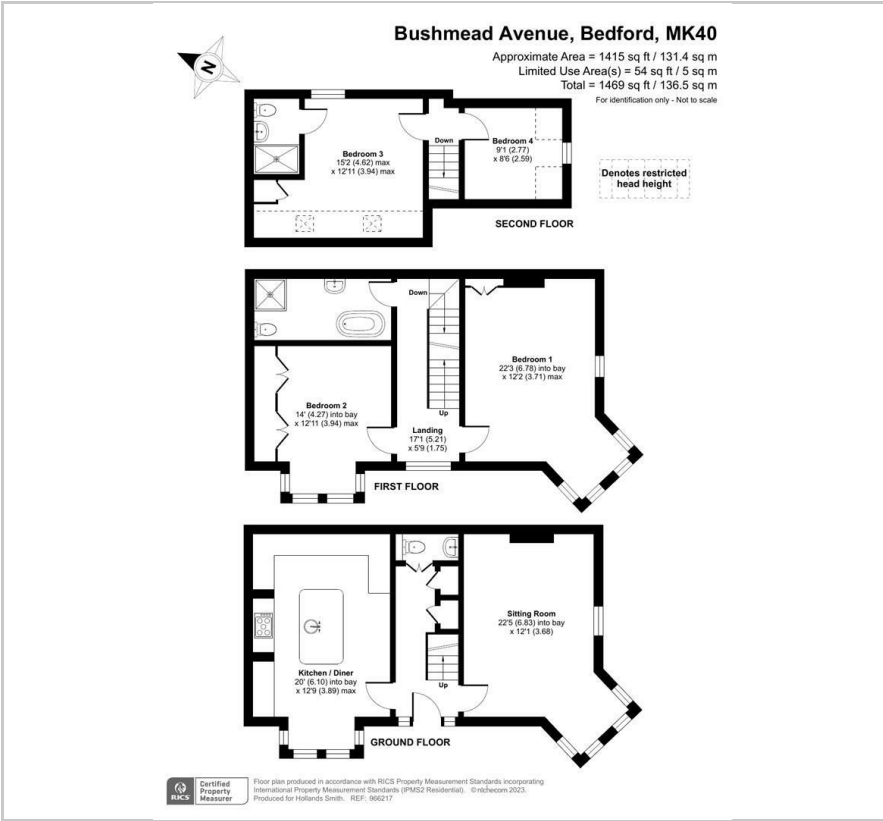 Bushmead Avenue, Bedford, MK40
Approximate Area = 1415 sq ft / 131.4 sq m
Limited Use Area(s) = 54 sq ft / 5 sq m
Total = 1469 sq ft / 136.5 sq m
For identification only - Not to scale
N
Bedroom 3
15'2 (4.62) max
x 12'11 (3.94) max
Down
Bedroom 4
9'1 (2.77)
x 8'6 (2.59)
Denotes restricted
head height
SECOND FLOOR
Down
Bedroom 1
22'3 (6.78) into bay
x 12'2 (3.71) max
Bedroom 2
14' (4.27) into bay
x 12'11 (3.94) max
Up
Landing
17'1 (5.21)
x 5'9 (1.75)
FIRST FLOOR
Sitting Room
22'5 (6.83) into bay
x 12'1 (3.68)
Kitchen / Diner
20' (6.10) into bay
x 12'9 (3.89) max
Up
GROUND FLOOR
RICS
Certified
Property
Measurer
Floor plan produced in accordance with RICS Property Measurement Standards incorporating
International Property Measurement Standards (IPMS2 Residential). ©nichecom 2023.
Produced for Hollands Smith. REF: 966217